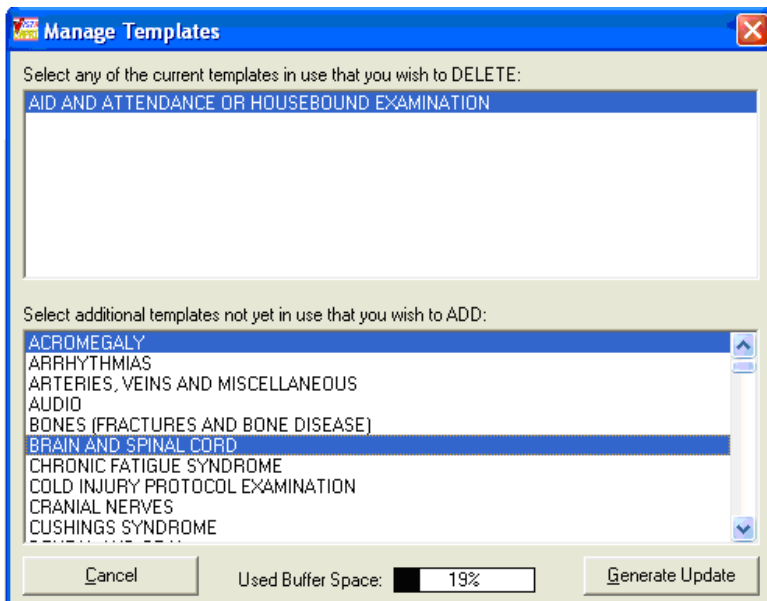 Manage Templates
Select any of the current templates in use that you wish to DELETE:
AID AND ATTENDANCE OR HOUSEBOUND EXAMINATION
Select additional templates not yet in use that you wish to ADD:
ACROMEGALY
ARRHYTHMIAS
ARTERIES, VEINS AND MISCELLANEOUS
AUDIO
BONES (FRACTURES AND BONE DISEASE)
BRAIN AND SPINAL CORD
CHRONIC FATIGUE SYNDROME
COLD INJURY PROTOCOL EXAMINATION
CRANIAL NERVES
CUSHINGS SYNDROME
Cancel
Used Buffer Space: 19%
Generate Update